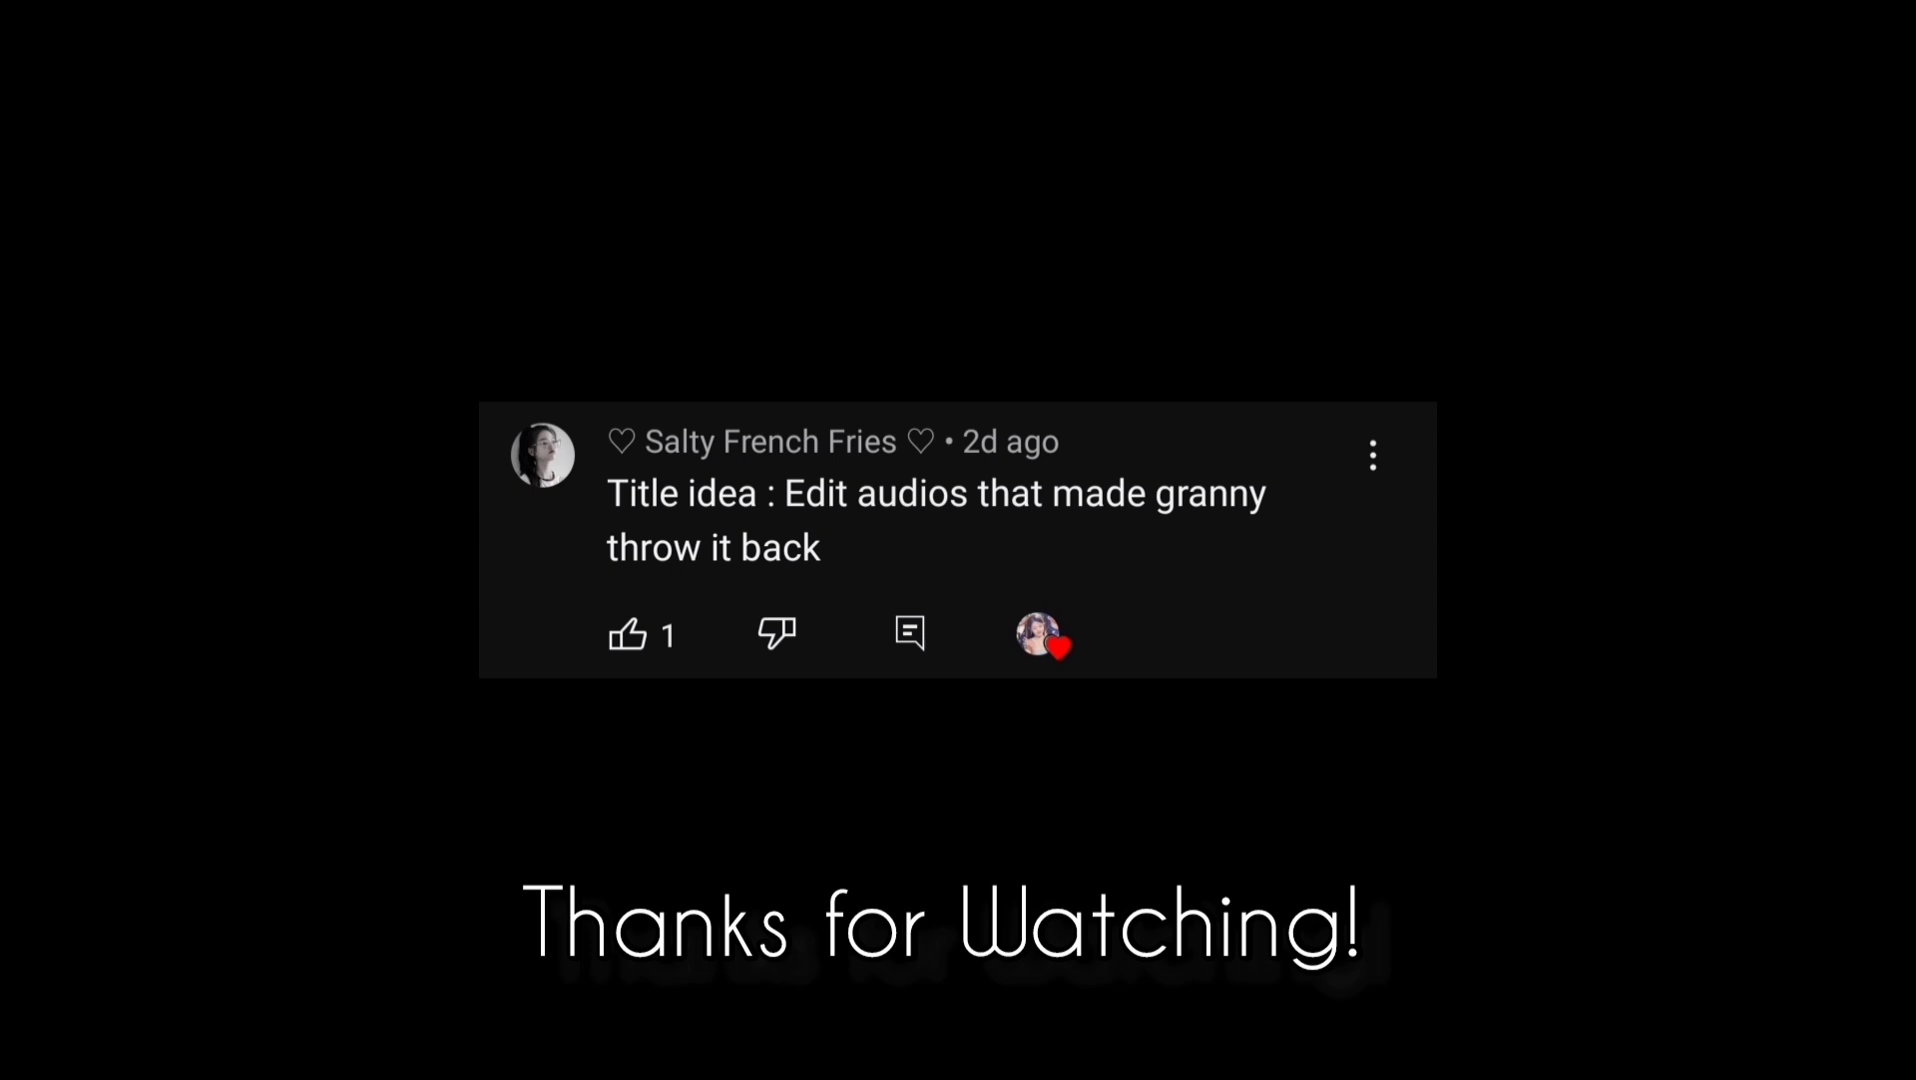 ♡ Salty French Fries ♡ • 2d ago
Title idea : Edit audios that made granny
throw it back
1
Thanks for Watching!